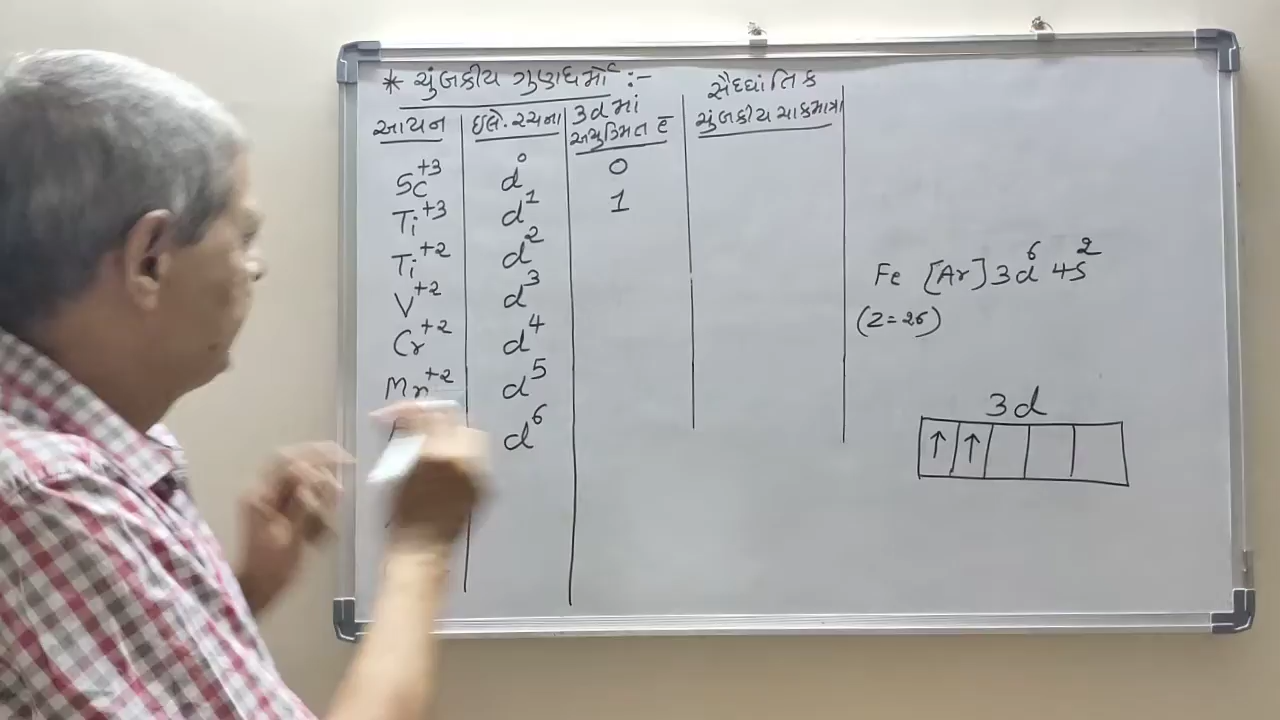 * ચુંબકીય ગુણધર્મો :-
આયન
ઇલે. રચના
3d માં
અયુગ્મિત ē
સૈધ્ધાંતિક
ચુંબકીય ચાકમાત્રા
Sc+3 d0 0
Ti+3 d1 1
Ti+2 d2
V+2 d3
Cr+2 d4
Mn+2 d5
d6
Fe [Ar] 3d6 4s2
(Z=26)
3d
↑ ↑